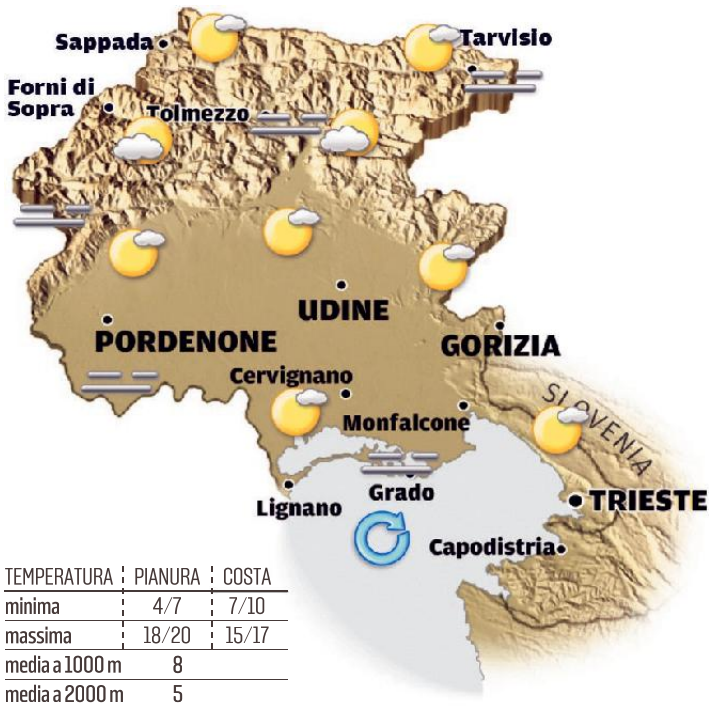 Sappada
Tarvisio
Forni di
Sopra
Tolmezzo
UDINE
PORDENONE
GORIZIA
Cervignano
SLOVENIA
Monfalcone
Lignano
Grado
TRIESTE
Capodistria
TEMPERATURA PIANURA COSTA
minima 4/7 7/10
massima 18/20 15/17
media a 1000 m 8
media a 2000 m 5